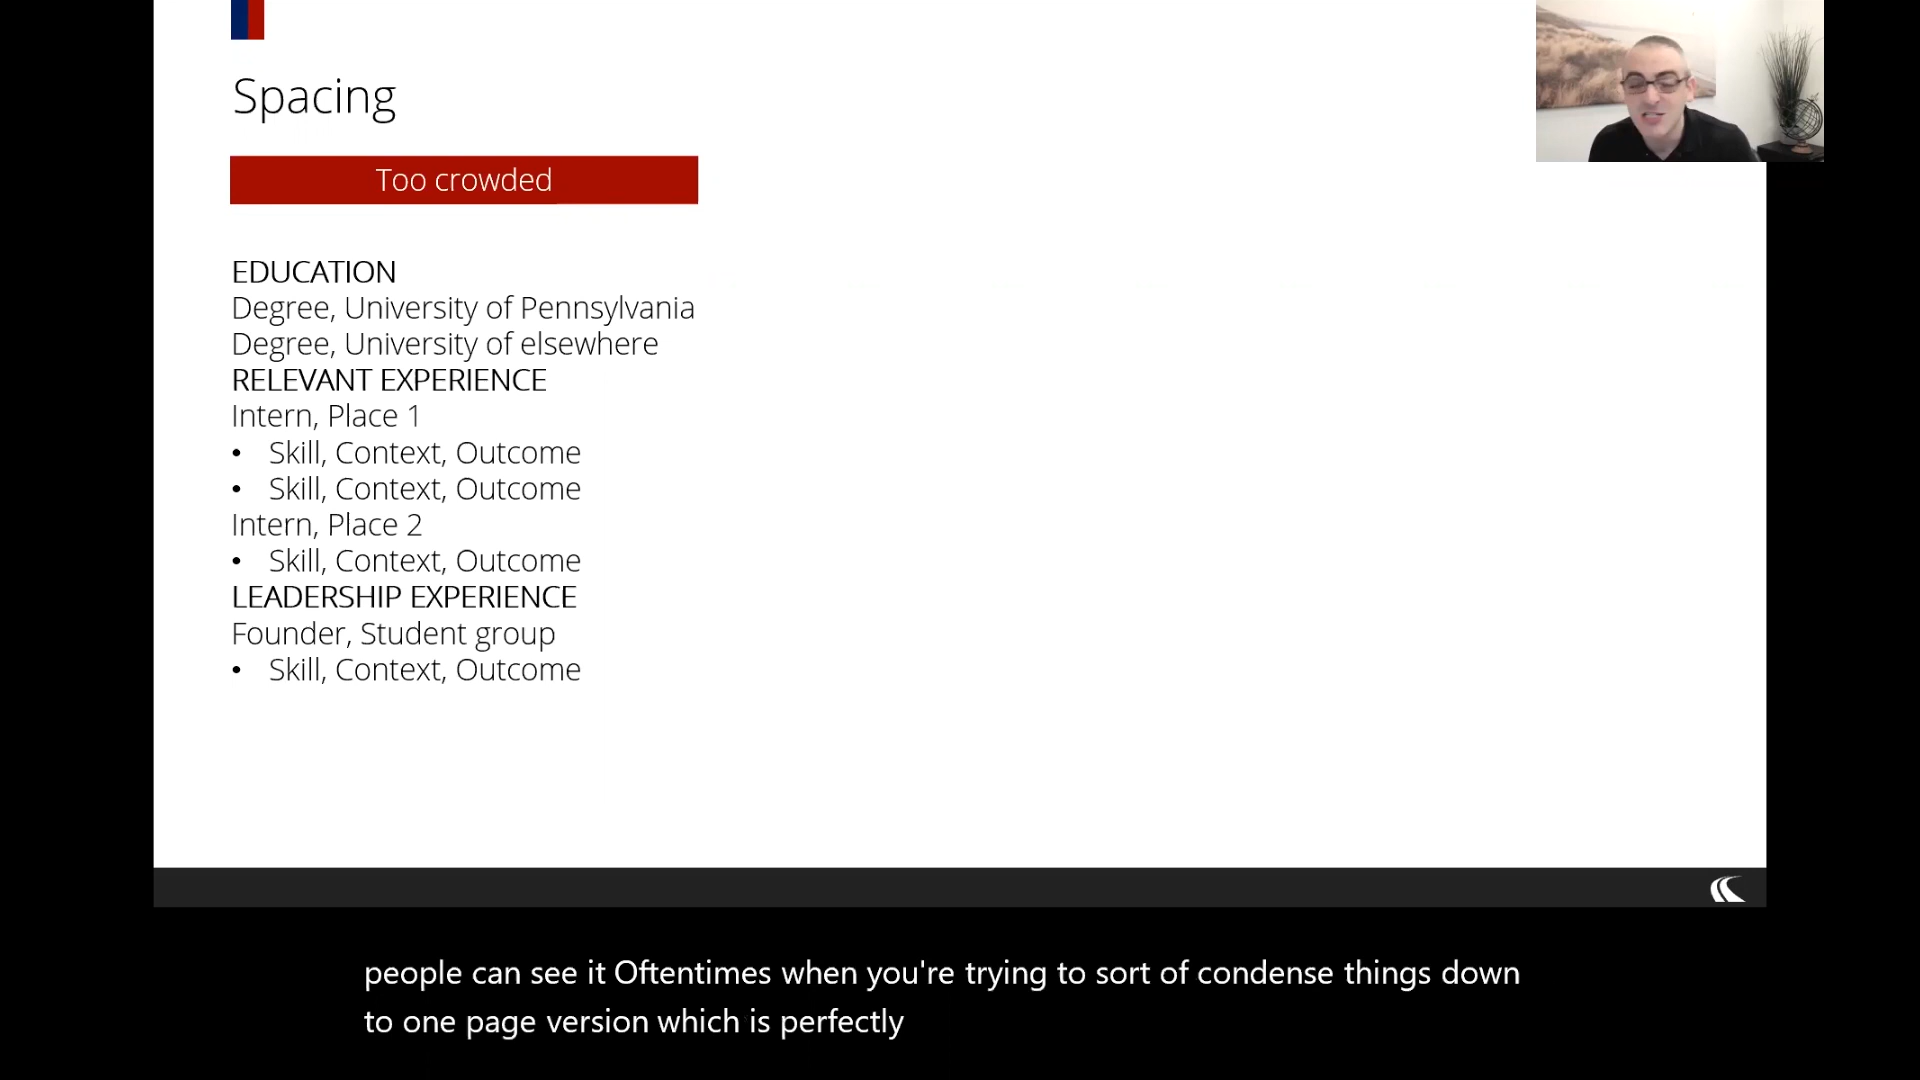 Spacing
Too crowded
EDUCATION
Degree, University of Pennsylvania
Degree, University of elsewhere
RELEVANT EXPERIENCE
Intern, Place 1
• Skill, Context, Outcome
• Skill, Context, Outcome
Intern, Place 2
• Skill, Context, Outcome
LEADERSHIP EXPERIENCE
Founder, Student group
• Skill, Context, Outcome
people can see it Oftentimes when you're trying to sort of condense things down
to one page version which is perfectly